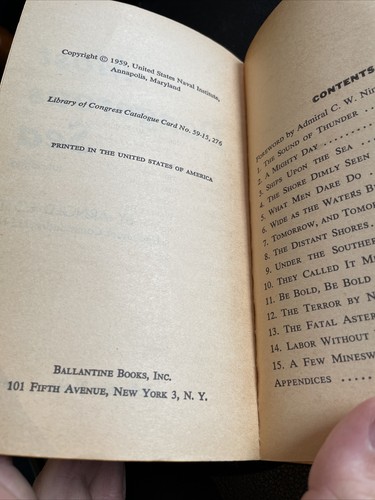 Copyright © 1959, United States Naval Institute,
Annapolis, Maryland
Library of Congress Catalogue Card No. 59-15, 276
PRINTED IN THE UNITED STATES OF AMERICA
BALLANTINE BOOKS, INC.
101 FIFTH AVENUE, NEW YORK 3, N. Y.
CONTENTS
Foreword by Admiral C. W. Nim
1. THE SOUND OF THUNDER ..
2. A MIGHTY DAY ....
3. SHIPS UPON THE SEA ...
4. THE SHORE DIMLY SEEN
5. WHAT MEN DARE DO .
6. WIDE AS THE WATERS B
7. TOMORROW, AND TOMO
8. THE DISTANT SHORES.
9. UNDER THE SOUTHER
10. THEY CALLED IT M
11. BE BOLD, BE BOLD
12. THE TERROR BY N
13. THE FATAL ASTER
14. LABOR WITHOUT
15. A FEW MINESW
APPENDICES .....